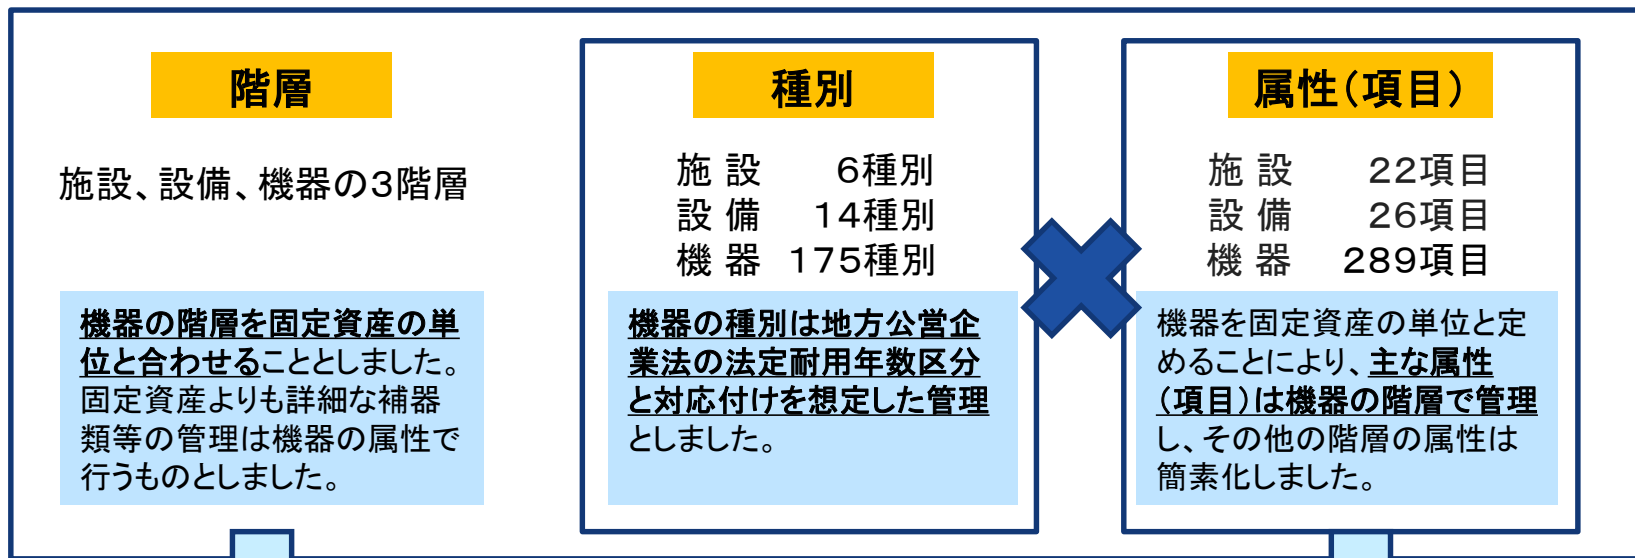 階層
施設、設備、機器の3階層
機器の階層を固定資産の単
位と合わせることとしました。
固定資産よりも詳細な補器
類等の管理は機器の属性で
行うものとしました。
種別
施 設 6種別
設 備 14種別
機 器 175種別
機器の種別は地方公営企
業法の法定耐用年数区分
と対応付けを想定した管理
としました。
属性(項目)
施 設 22項目
設 備 26項目
機 器 289項目
機器を固定資産の単位と定
めることにより、主な属性
(項目)は機器の階層で管理
し、その他の階層の属性は
簡素化しました。